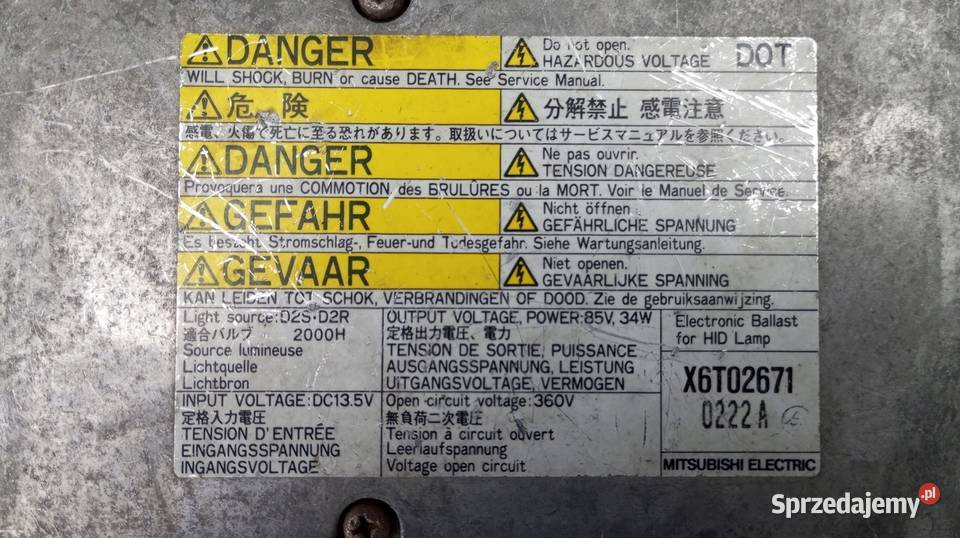 DANGER
Do not open.
HAZARDOUS VOLTAGE
DOT
WILL SHOCK, BURN or cause DEATH. See Service Manual.
危 険
分解禁止 感電注意
感電、火傷で死亡に至る恐れがあります。取扱いについてはサービスマニュアルを参照ください。
DANGER
Ne pas ouvrir.
TENSION DANGEREUSE
Provoquera une COMMOTION, des BRULÛRES ou la MORT. Voir le Manuel de Service.
GEFAHR
Nicht öffnen
GEFÄHRLICHE SPANNUNG
Es besteht Stromschlag-, Feuer-und Todesgefahr. Siehe Wartungsanleitung.
GEVAAR
Niet openen.
GEVAARLIJKE SPANNING
KAN LEIDEN TOT SCHOK, VERBRANDINGEN OF DOOD. Zie de gebruiksaanwijzing.
Light source:D2S·D2R
適合バルブ 2000H
Source lumineuse
Lichtquelle
Lichtbron
OUTPUT VOLTAGE, POWER:85V, 34W
定格出力電圧、電力
TENSION DE SORTIE, PUISSANCE
AUSGANGSSPANNUNG, LEISTUNG
UITGANGSVOLTAGE, VERMOGEN
Electronic Ballast
for HID Lamp
INPUT VOLTAGE:DC13.5V
定格入力電圧
TENSION D'ENTRÉE
EINGANGSSPANNUNG
INGANGSVOLTAGE
Open circuit voltage:360V
無負荷二次電圧
Tension à circuit ouvert
Leerlaufspannung
Voltage open circuit
X6T02671
0222A
MITSUBISHI ELECTRIC
Sprzedajemy.pl